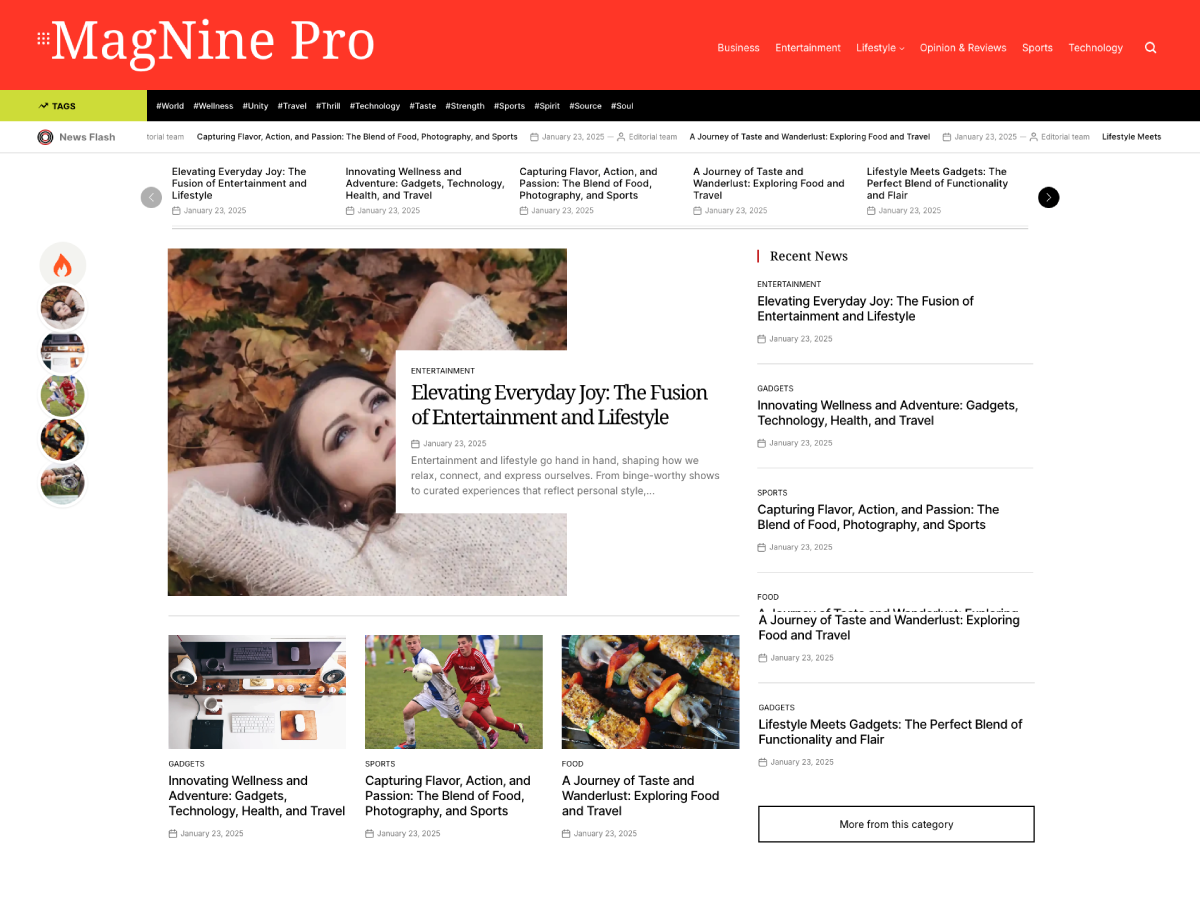 MagNine Pro
Business Entertainment Lifestyle Opinion & Reviews Sports Technology
TAGS
#World #Wellness #Unity #Travel #Thrill #Technology #Taste #Strength #Sports #Spirit #Source #Soul
News Flash
torial team Capturing Flavor, Action, and Passion: The Blend of Food, Photography, and Sports January 23, 2025 — Editorial team A Journey of Taste and Wanderlust: Exploring Food and Travel January 23, 2025 — Editorial team Lifestyle Meets
Elevating Everyday Joy: The
Fusion of Entertainment and
Lifestyle
January 23, 2025
Innovating Wellness and
Adventure: Gadgets, Technology,
Health, and Travel
January 23, 2025
Capturing Flavor, Action, and
Passion: The Blend of Food,
Photography, and Sports
January 23, 2025
A Journey of Taste and
Wanderlust: Exploring Food and
Travel
January 23, 2025
Lifestyle Meets Gadgets: The
Perfect Blend of Functionality
and Flair
January 23, 2025
ENTERTAINMENT
Elevating Everyday Joy: The Fusion
of Entertainment and Lifestyle
January 23, 2025
Entertainment and lifestyle go hand in hand, shaping how we
relax, connect, and express ourselves. From binge-worthy shows
to curated experiences that reflect personal style,...
GADGETS
Innovating Wellness and
Adventure: Gadgets,
Technology, Health, and Travel
January 23, 2025
SPORTS
Capturing Flavor, Action, and
Passion: The Blend of Food,
Photography, and Sports
January 23, 2025
FOOD
A Journey of Taste and
Wanderlust: Exploring Food
and Travel
January 23, 2025
Recent News
ENTERTAINMENT
Elevating Everyday Joy: The Fusion of
Entertainment and Lifestyle
January 23, 2025
GADGETS
Innovating Wellness and Adventure: Gadgets,
Technology, Health, and Travel
January 23, 2025
SPORTS
Capturing Flavor, Action, and Passion: The
Blend of Food, Photography, and Sports
January 23, 2025
FOOD
A Journey of Taste and Wanderlust: Exploring
A Journey of Taste and Wanderlust: Exploring
Food and Travel
January 23, 2025
GADGETS
Lifestyle Meets Gadgets: The Perfect Blend of
Functionality and Flair
January 23, 2025
More from this category